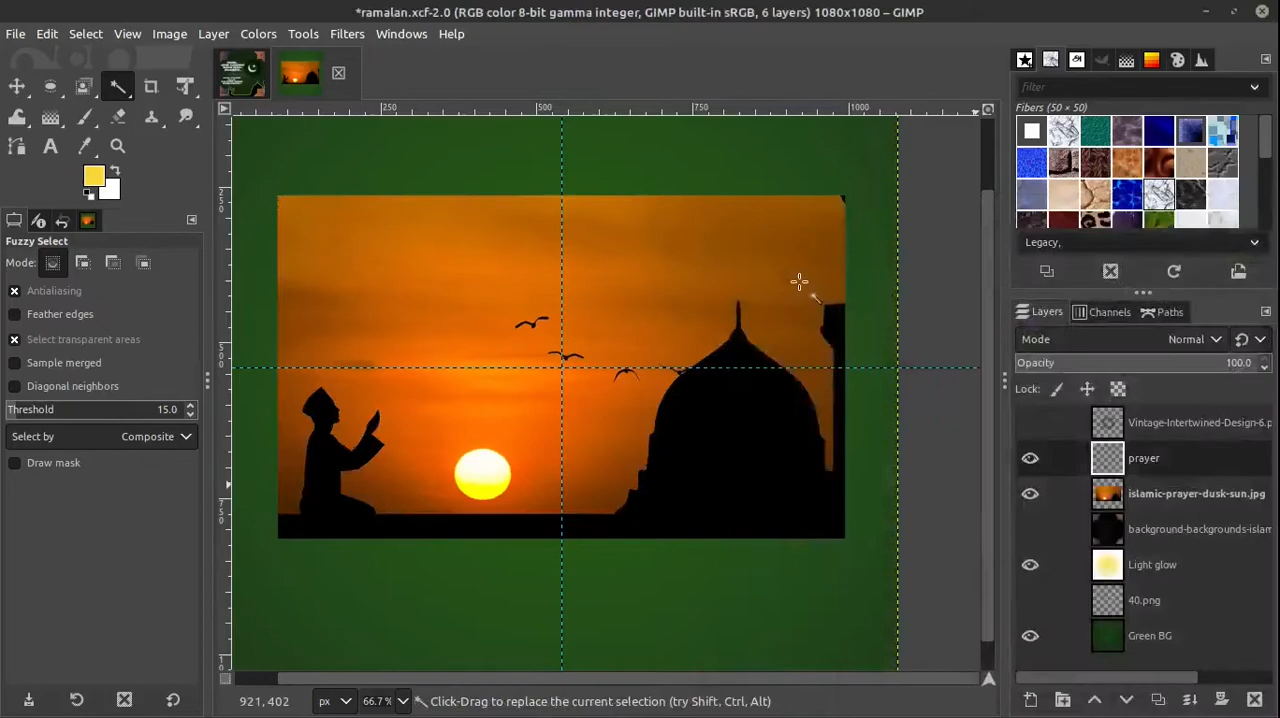 *ramalan.xcf-2.0 (RGB color 8-bit gamma integer, GIMP built-in sRGB, 6 layers) 1080x1080 – GIMP
File Edit Select View Image Layer Colors Tools Filters Windows Help
filter
Fibers (50 × 50)
250 500 750 1000
Fuzzy Select
Mode:
Antialiasing
Feather edges
Select transparent areas
Sample merged
Diagonal neighbors
Threshold 15.0
Select by Composite
Draw mask
Legacy,
Layers Channels Paths
Mode Normal
Opacity 100.0
Lock:
Vintage-Intertwined-Design-6.p
prayer
islamic-prayer-dusk-sun.jpg
background-backgrounds-islam
Light glow
40.png
Green BG
921, 402 px 66.7 % Click-Drag to replace the current selection (try Shift, Ctrl, Alt)